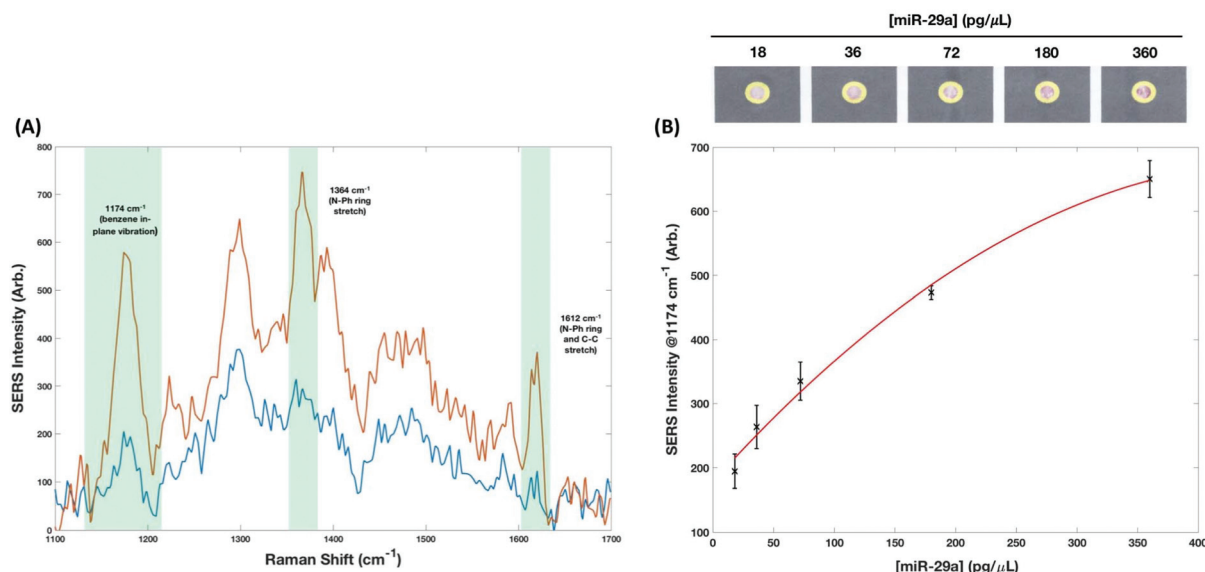 [miR-29a] (pg/μL)
18 36 72 180 360
(A)
800
700
600
500
400
300
200
100
0
SERS Intensity (Arb.)
1174 cm⁻¹
(benzene in-
plane vibration)
1364 cm⁻¹
(N-Ph ring
stretch)
1612 cm⁻¹
(N-Ph ring
and C-C
stretch)
1100 1200 1300 1400 1500 1600 1700
Raman Shift (cm⁻¹)
(B)
700
600
500
400
300
200
100
SERS Intensity @1174 cm⁻¹ (Arb.)
0 50 100 150 200 250 300 350 400
[miR-29a] (pg/μL)